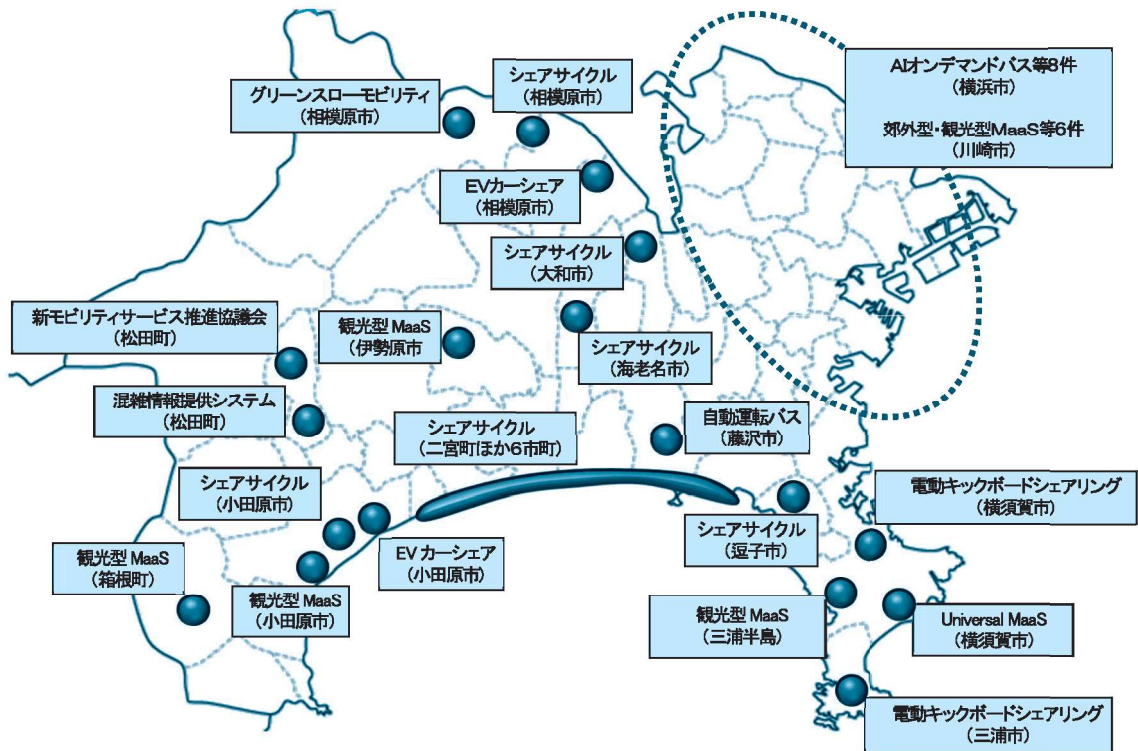 グリーンスローモビリティ
（相模原市）
シェアサイクル
（相模原市）
AIオンデマンドバス等8件
（横浜市）
郊外型・観光型MaaS等6件
（川崎市）
EVカーシェア
（相模原市）
シェアサイクル
（大和市）
新モビリティサービス推進協議会
（松田町）
観光型 MaaS
（伊勢原市
シェアサイクル
（海老名市）
混雑情報提供システム
（松田町）
シェアサイクル
（二宮町ほか6市町）
自動運転バス
（藤沢市）
シェアサイクル
（小田原市）
電動キックボードシェアリング
（横須賀市）
シェアサイクル
（逗子市）
EVカーシェア
（小田原市）
観光型 MaaS
（箱根町）
観光型 MaaS
（小田原市）
観光型 MaaS
（三浦半島）
Universal MaaS
（横須賀市）
電動キックボードシェアリング
（三浦市）